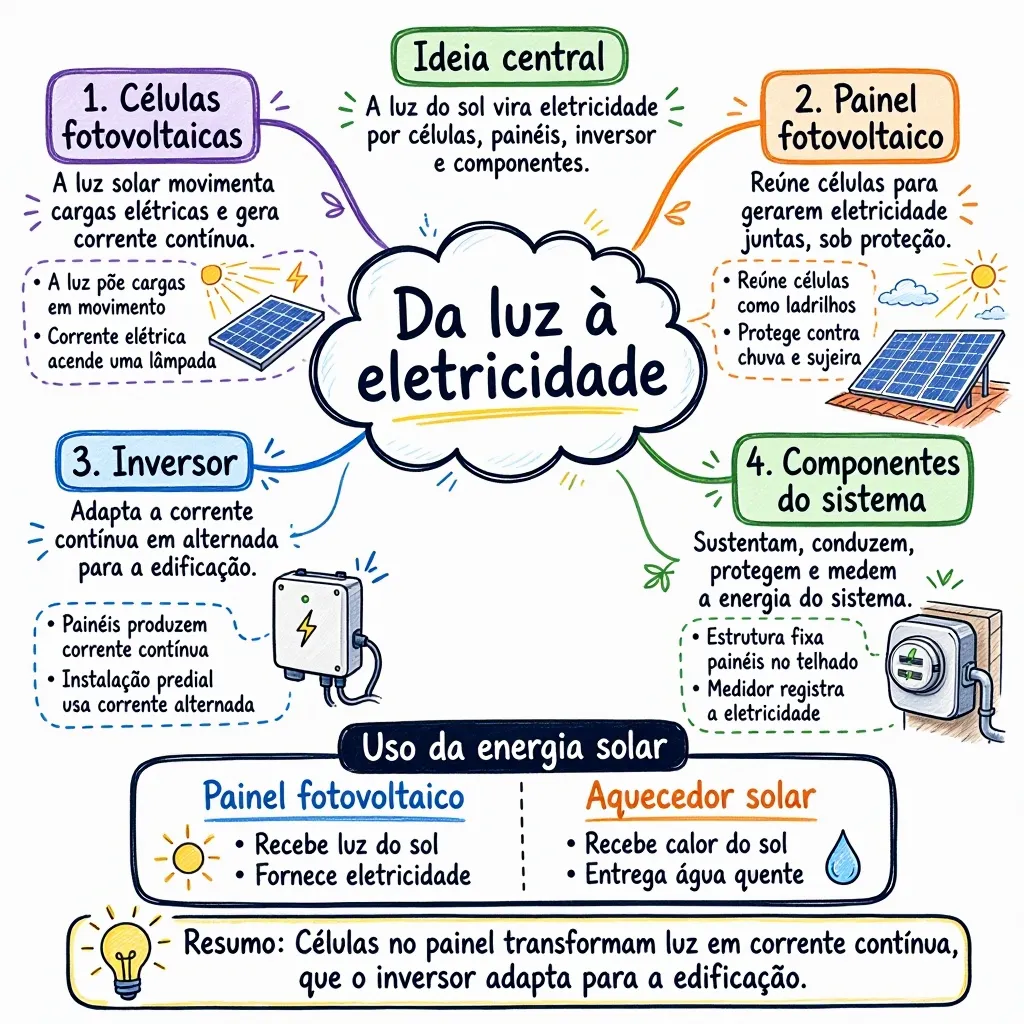 Ideia central
A luz do sol vira eletricidade
por células, painéis, inversor
e componentes.
1. Células
fotovoltaicas
A luz solar movimenta
cargas elétricas e gera
corrente contínua.
• A luz põe cargas
em movimento
• Corrente elétrica
acende uma lâmpada
2. Painel
fotovoltaico
Reúne células para
gerarem eletricidade
juntas, sob proteção.
• Reúne células
como ladrilhos
• Protege contra
chuva e sujeira
Da luz à
eletricidade
3. Inversor
Adapta a corrente
contínua em alternada
para a edificação.
• Painéis produzem
corrente contínua
• Instalação predial
usa corrente alternada
4. Componentes
do sistema
Sustentam, conduzem,
protegem e medem
a energia do sistema.
• Estrutura fixa
painéis no telhado
• Medidor registra
a eletricidade
Uso da energia solar
Painel fotovoltaico
• Recebe luz do sol
• Fornece eletricidade
Aquecedor solar
• Recebe calor do sol
• Entrega água quente
Resumo: Células no painel transformam luz em corrente contínua,
que o inversor adapta para a edificação.